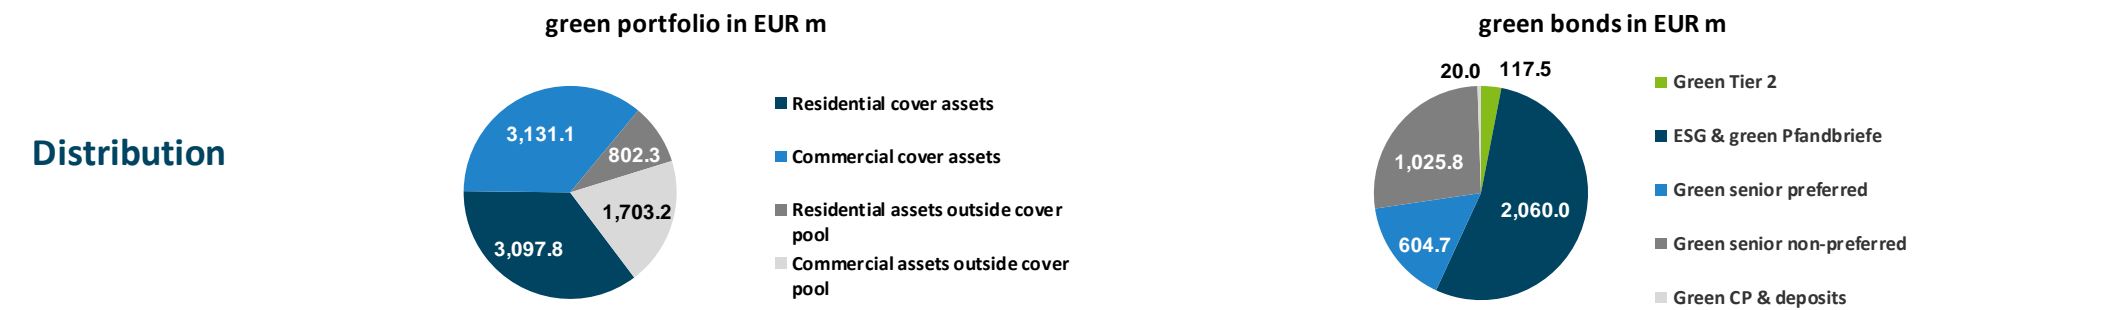 green portfolio in EUR m
green bonds in EUR m
Distribution
3,131.1
802.3
1,703.2
3,097.8
Residential cover assets
Commercial cover assets
Residential assets outside cover
pool
Commercial assets outside cover
pool
20.0
117.5
1,025.8
2,060.0
604.7
Green Tier 2
ESG & green Pfandbriefe
Green senior preferred
Green senior non-preferred
Green CP & deposits